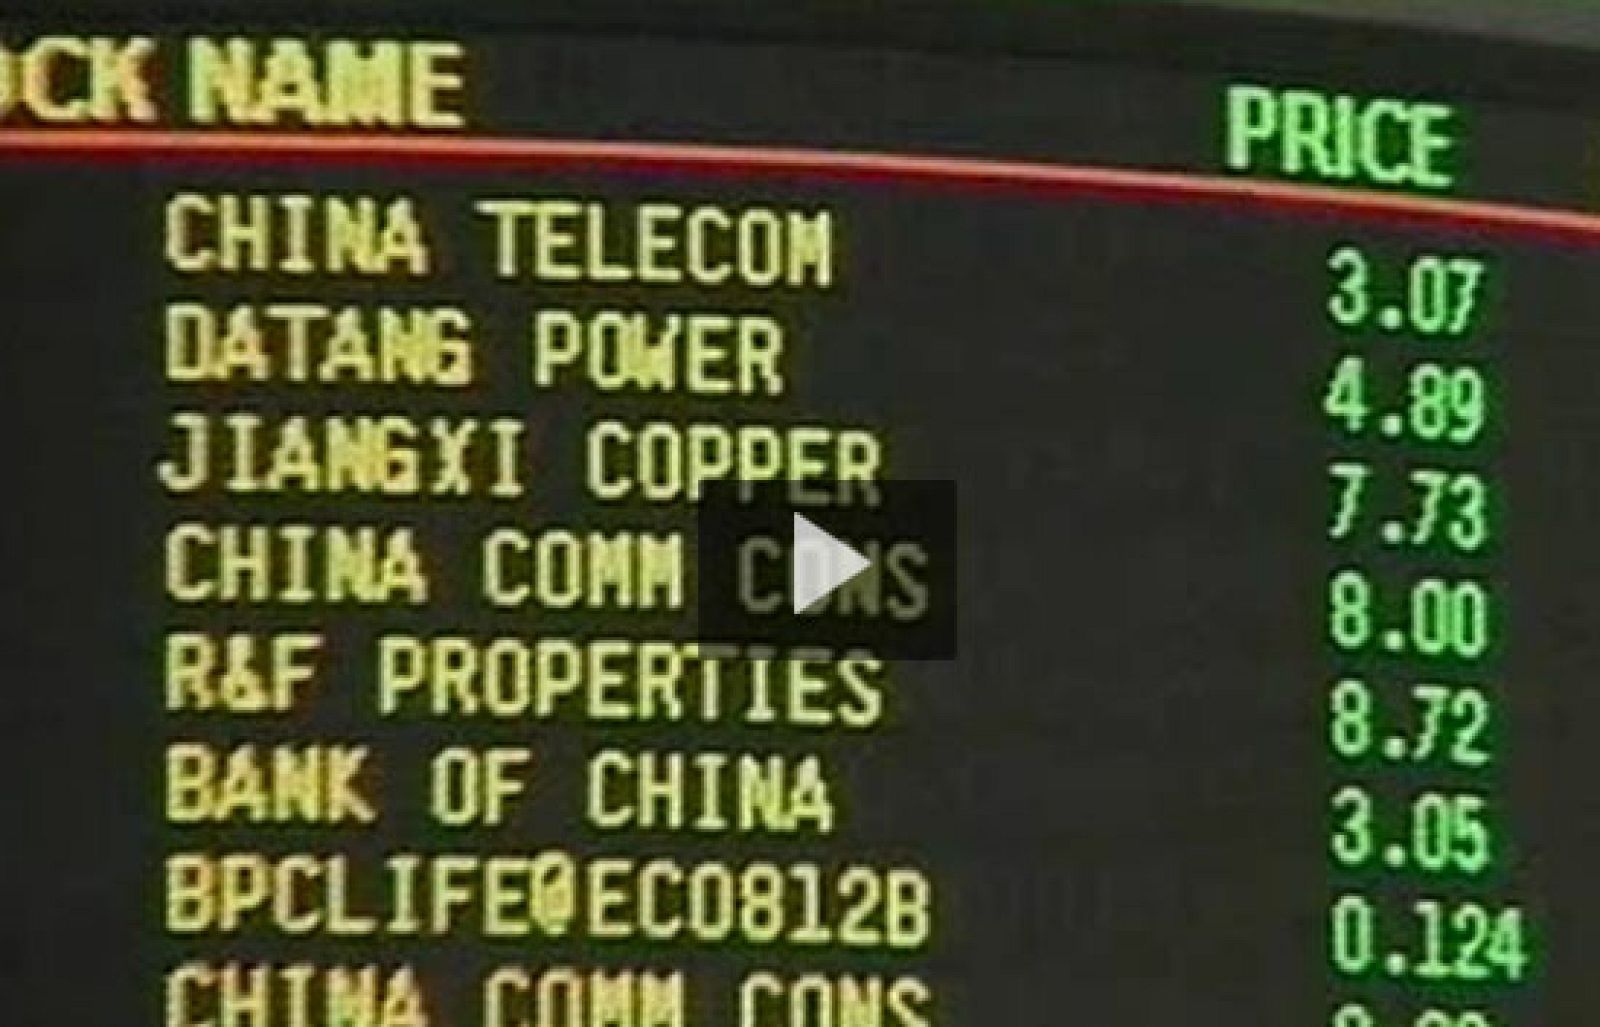 OCK NAME PRICE
CHINA TELECOM 3.07
DATANG POWER 4.89
JIANGXI COPPER 7.73
CHINA COMM CONS 8.00
R&F PROPERTIES 8.72
BANK OF CHINA 3.05
BPCLIFE@EC0812B 0.124
CHINA COMM CONS